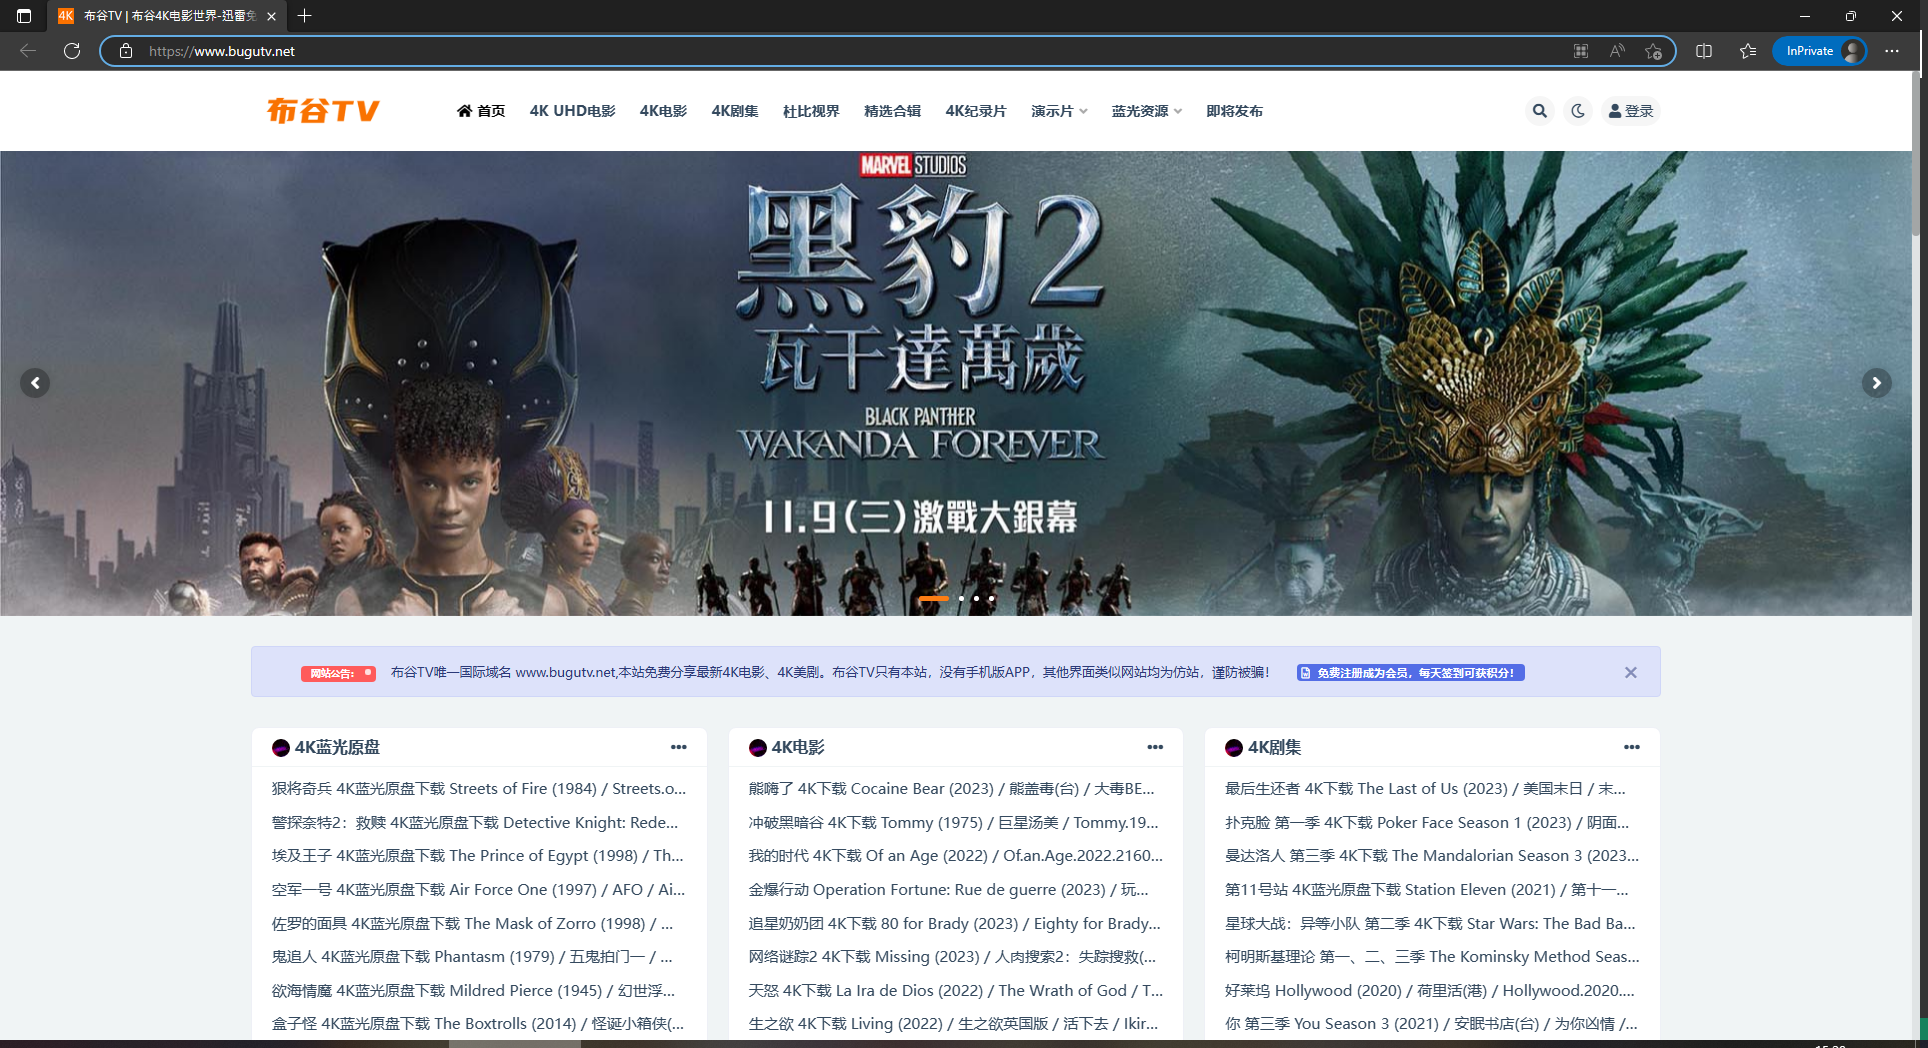 4K 布谷TV | 布谷4K电影世界-迅雷免
https://www.bugutv.net
InPrivate
布谷TV
首页 4K UHD电影 4K电影 4K剧集 杜比视界 精选合辑 4K纪录片 演示片 蓝光资源 即将发布 登录
MARVEL STUDIOS
黑豹2
瓦干達萬歲
BLACK PANTHER
WAKANDA FOREVER
11.9(三)激戰大銀幕
网站公告： 布谷TV唯一国际域名 www.bugutv.net,本站免费分享最新4K电影、4K美剧。布谷TV只有本站，没有手机版APP，其他界面类似网站均为仿站，谨防被骗！ 免费注册成为会员，每天签到可获积分！
4K蓝光原盘
狠将奇兵 4K蓝光原盘下载 Streets of Fire (1984) / Streets.o...
警探奈特2：救赎 4K蓝光原盘下载 Detective Knight: Rede...
埃及王子 4K蓝光原盘下载 The Prince of Egypt (1998) / Th...
空军一号 4K蓝光原盘下载 Air Force One (1997) / AFO / Ai...
佐罗的面具 4K蓝光原盘下载 The Mask of Zorro (1998) / ...
鬼追人 4K蓝光原盘下载 Phantasm (1979) / 五鬼拍门一 / ...
欲海情魔 4K蓝光原盘下载 Mildred Pierce (1945) / 幻世浮...
盒子怪 4K蓝光原盘下载 The Boxtrolls (2014) / 怪诞小箱侠(...
4K电影
熊嗨了 4K下载 Cocaine Bear (2023) / 熊盖毒(台) / 大毒BE...
冲破黑暗谷 4K下载 Tommy (1975) / 巨星汤美 / Tommy.19...
我的时代 4K下载 Of an Age (2022) / Of.an.Age.2022.2160...
金爆行动 Operation Fortune: Rue de guerre (2023) / 玩...
追星奶奶团 4K下载 80 for Brady (2023) / Eighty for Brady...
网络谜踪2 4K下载 Missing (2023) / 人肉搜索2：失踪搜救(...
天怒 4K下载 La Ira de Dios (2022) / The Wrath of God / T...
生之欲 4K下载 Living (2022) / 生之欲英国版 / 活下去 / Ikir...
4K剧集
最后生还者 4K下载 The Last of Us (2023) / 美国末日 / 末...
扑克脸 第一季 4K下载 Poker Face Season 1 (2023) / 阴面...
曼达洛人 第三季 4K下载 The Mandalorian Season 3 (2023...
第11号站 4K蓝光原盘下载 Station Eleven (2021) / 第十一...
星球大战：异等小队 第二季 4K下载 Star Wars: The Bad Ba...
柯明斯基理论 第一、二、三季 The Kominsky Method Seas...
好莱坞 Hollywood (2020) / 荷里活(港) / Hollywood.2020....
你 第三季 You Season 3 (2021) / 安眠书店(台) / 为你凶情 /...